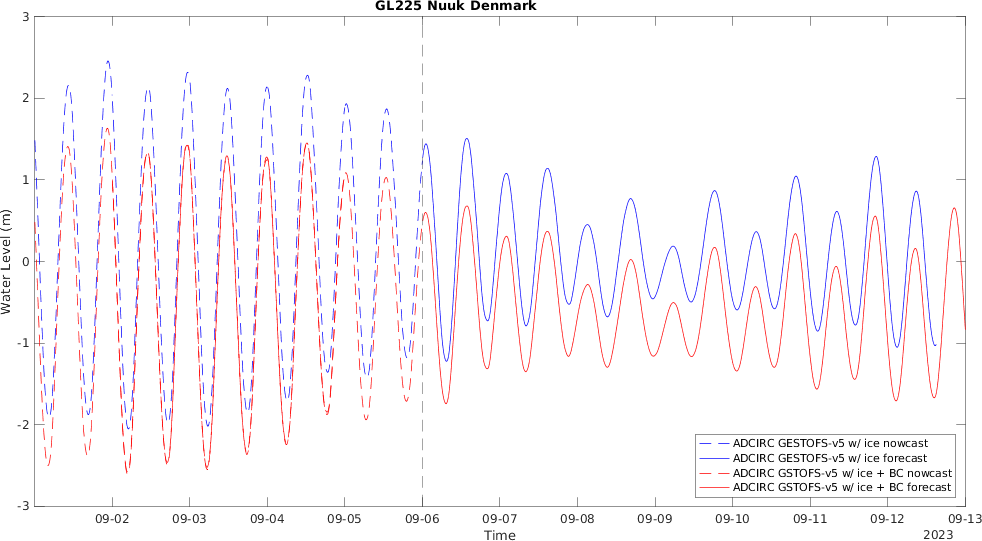 GL225 Nuuk Denmark
3
2
1
0
-1
-2
-3
Water Level (m)
09-02
09-03
09-04
09-05
09-06
09-07
09-08
09-09
09-10
09-11
09-12
09-13
Time
2023
ADCIRC GESTOFS-v5 w/ ice nowcast
ADCIRC GESTOFS-v5 w/ ice forecast
ADCIRC GSTOFS-v5 w/ ice + BC nowcast
ADCIRC GSTOFS-v5 w/ ice + BC forecast